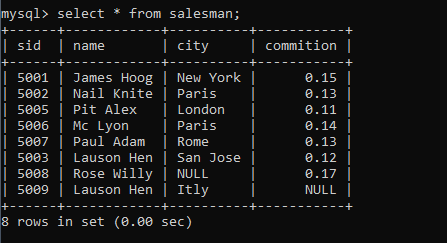 mysql> select * from salesman;
+------+-------------+----------+-----------+
| sid  | name        | city     | commition |
+------+-------------+----------+-----------+
| 5001 | James Hoog  | New York |      0.15 |
| 5002 | Nail Knite  | Paris    |      0.13 |
| 5005 | Pit Alex    | London   |      0.11 |
| 5006 | Mc Lyon     | Paris    |      0.14 |
| 5007 | Paul Adam   | Rome     |      0.13 |
| 5003 | Lauson Hen  | San Jose |      0.12 |
| 5008 | Rose Willy  | NULL     |      0.17 |
| 5009 | Lauson Hen  | Itly     |      NULL |
+------+-------------+----------+-----------+
8 rows in set (0.00 sec)